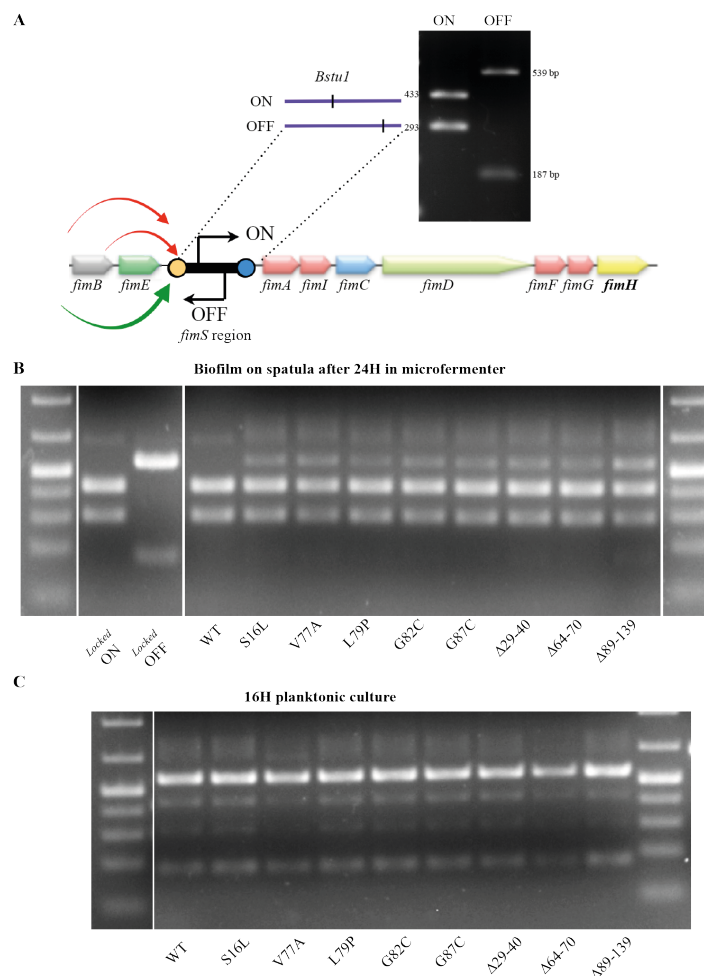 A
ON OFF
Bstu1
539 bp
433
ON
OFF
293
187 bp
ON
fimB fimE fimA fimI fimC fimD fimF fimG fimH
OFF
fimS region
B
Biofilm on spatula after 24H in microfermenter
Locked ON
Locked OFF
WT
S16L
V77A
L79P
G82C
G87C
Δ29-40
Δ64-70
Δ89-139
C
16H planktonic culture
WT
S16L
V77A
L79P
G82C
G87C
Δ29-40
Δ64-70
Δ89-139